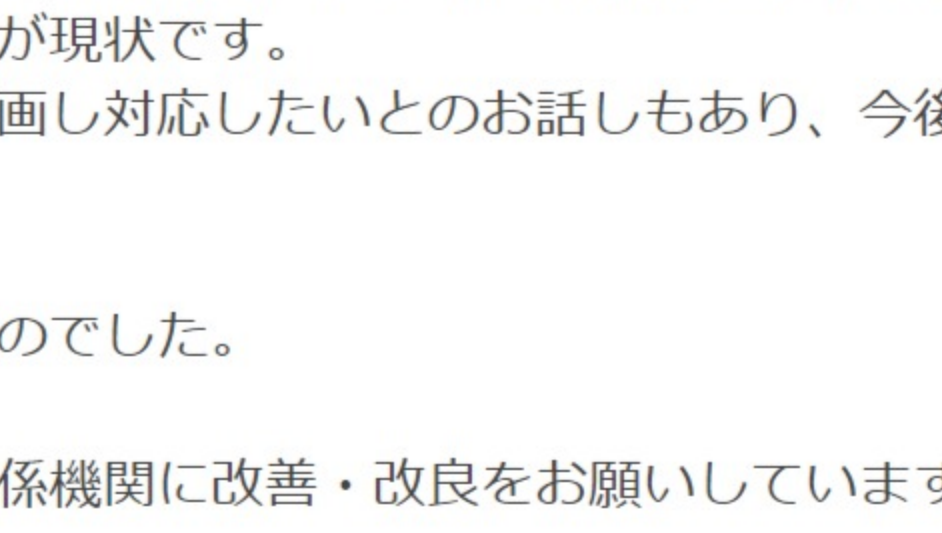 が現状です。
画し対応したいとのお話しもあり、今後
のでした。
係機関に改善・改良をお願いしています